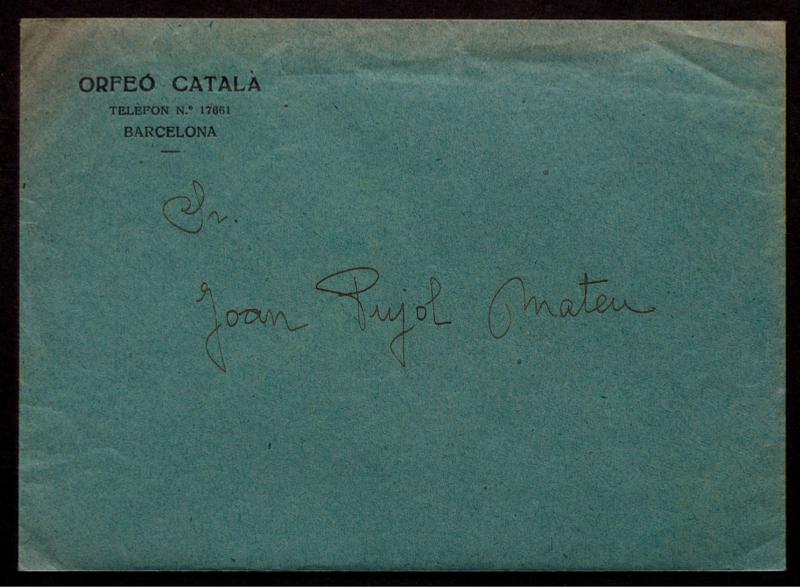 ORFEÓ CATALÀ
TELÈFON N.º 17661
BARCELONA
Sr.
Joan Pujol Mateu